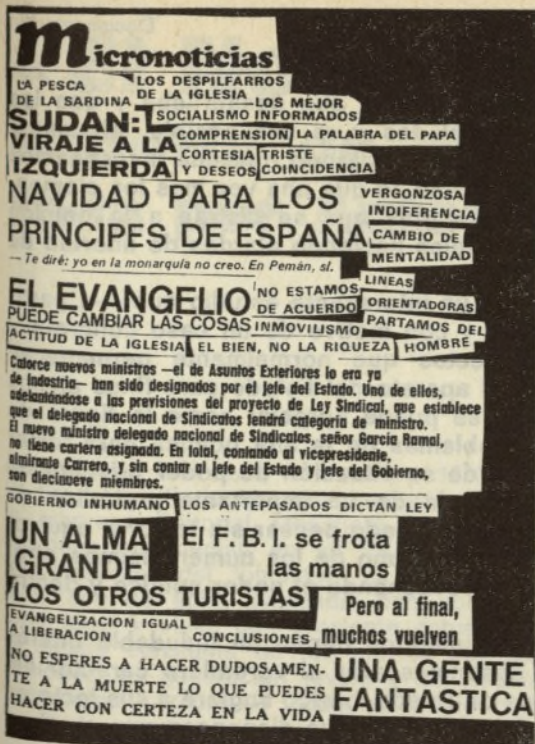 Micronoticias
LA PESCA
DE LA SARDINA
LOS DESPILFARROS
DE LA IGLESIA
LOS MEJOR
INFORMADOS
SOCIALISMO
SUDAN:
VIRAJE A LA
IZQUIERDA
COMPRENSION
LA PALABRA DEL PAPA
CORTESIA
Y DESEOS
TRISTE
COINCIDENCIA
NAVIDAD PARA LOS
PRINCIPES DE ESPAÑA
VERGONZOSA
INDIFERENCIA
CAMBIO DE
MENTALIDAD
— Te diré: yo en la monarquía no creo. En Pemán, sí.
EL EVANGELIO
PUEDE CAMBIAR LAS COSAS
NO ESTAMOS
DE ACUERDO
LINEAS
ORIENTADORAS
INMOVILISMO
PARTAMOS DEL
HOMBRE
ACTITUD DE LA IGLESIA
EL BIEN, NO LA RIQUEZA
Catorce nuevos ministros —el de Asuntos Exteriores lo era ya
de Industria— han sido designados por el Jefe del Estado. Uno de ellos,
adelantándose a las previsiones del proyecto de Ley Sindical, que establece
que el delegado nacional de Sindicatos tendrá categoría de ministro.
El nuevo ministro delegado nacional de Sindicatos, señor García Ramal,
no tiene cartera asignada. En total, contando al vicepresidente,
almirante Carrero, y sin contar al Jefe del Estado y Jefe del Gobierno,
son diecinueve miembros.
GOBIERNO INHUMANO
LOS ANTEPASADOS DICTAN LEY
UN ALMA
GRANDE
El F. B. I. se frota
las manos
LOS OTROS TURISTAS
Pero al final,
muchos vuelven
EVANGELIZACION IGUAL
A LIBERACION
CONCLUSIONES
NO ESPERES A HACER DUDOSAMEN-
TE A LA MUERTE LO QUE PUEDES
HACER CON CERTEZA EN LA VIDA
UNA GENTE
FANTASTICA